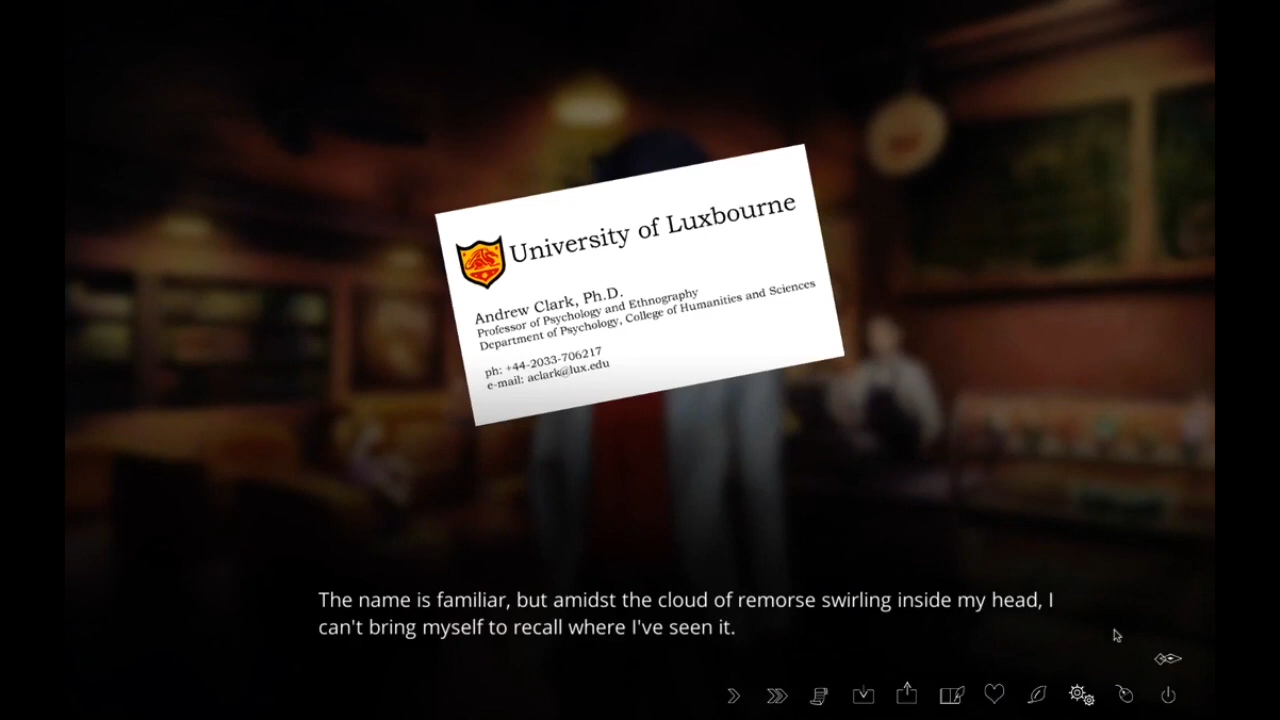 University of Luxbourne
Andrew Clark, Ph.D.
Professor of Psychology and Ethnography
Department of Psychology, College of Humanities and Sciences
ph: +44-2033-706217
e-mail: aclark@lux.edu
The name is familiar, but amidst the cloud of remorse swirling inside my head, I
can't bring myself to recall where I've seen it.